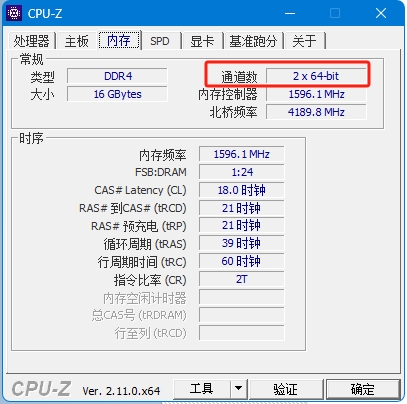 CPU-Z
处理器 主板 内存 SPD 显卡 基准跑分 关于
常规
类型 DDR4 通道数 2 x 64-bit
大小 16 GBytes 内存控制器 1596.1 MHz
北桥频率 4189.8 MHz
时序
内存频率 1596.1 MHz
FSB:DRAM 1:24
CAS# Latency (CL) 18.0 时钟
RAS# 到CAS# (tRCD) 21 时钟
RAS# 预充电 (tRP) 21 时钟
循环周期 (tRAS) 39 时钟
行周期时间 (tRC) 60 时钟
指令比率 (CR) 2T
内存空闲计时器
总CAS号 (tRDRAM)
行至列 (tRCD)
CPU-Z Ver. 2.11.0.x64 工具 验证 确定